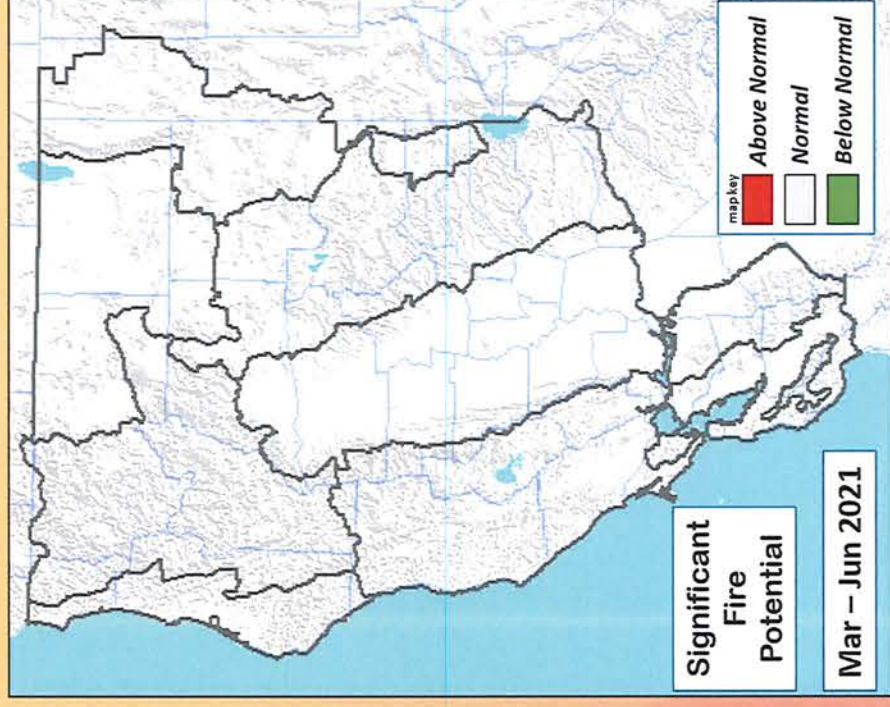 map key
Above Normal
Normal
Below Normal
Significant
Fire
Potential
Mar – Jun 2021